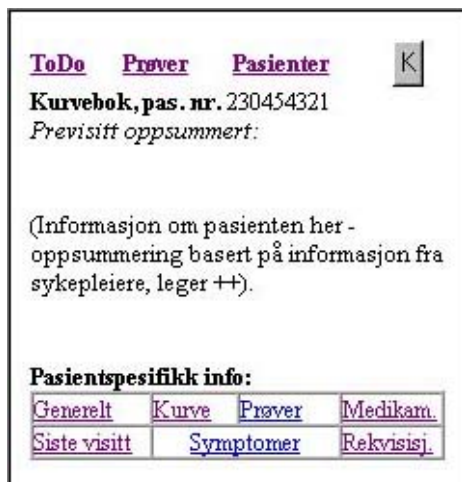 ToDo Prøver Pasienter K
Kurvebok, pas. nr. 230454321
Previsitt oppsummert:
(Informasjon om pasienten her -
oppsummering basert på informasjon fra
sykepleiere, leger ++).
Pasientspesifikk info:
Generelt Kurve Prøver Medikam.
Siste visitt Symptomer Rekvisisj.